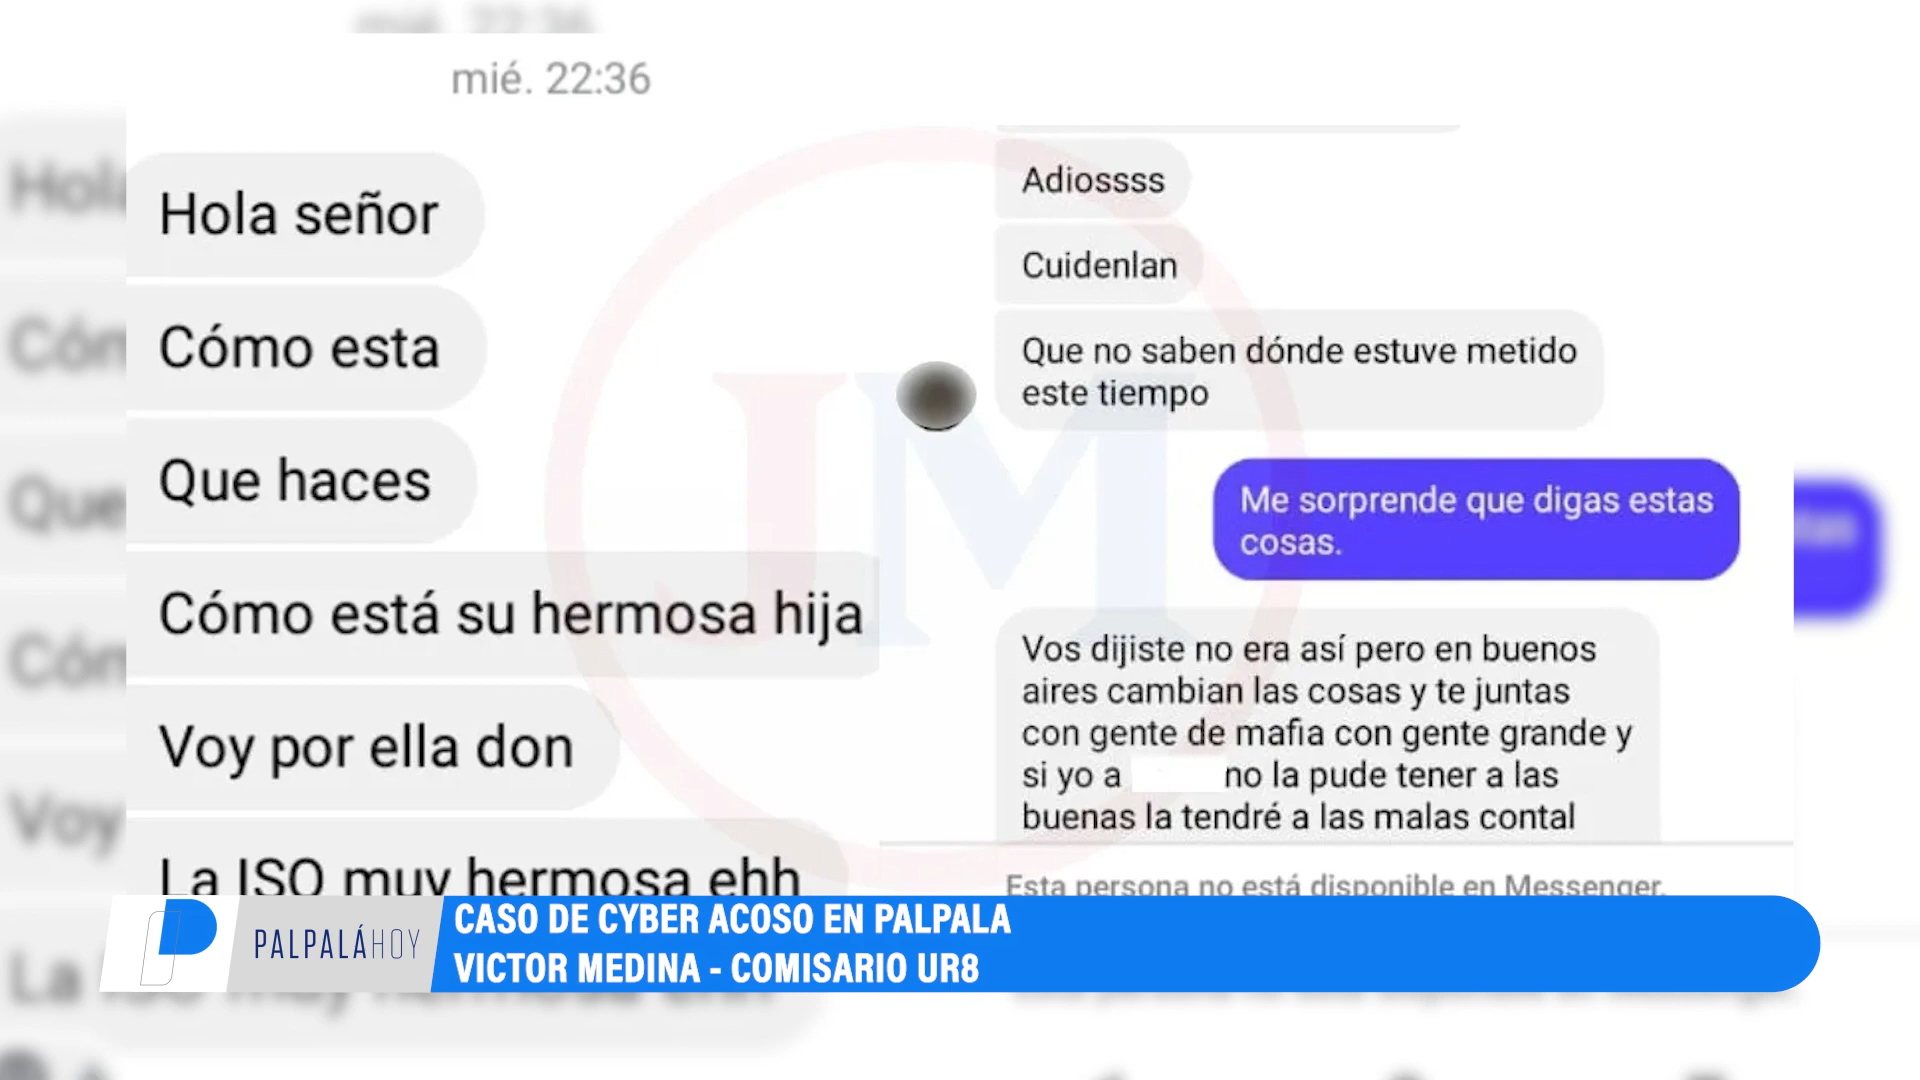 mié. 22:36
Hola señor
Cómo esta
Que haces
Cómo está su hermosa hija
Voy por ella don
La ISO muy hermosa ehh
Adiossss
Cuidenlan
Que no saben dónde estuve metido
este tiempo
Me sorprende que digas estas
cosas.
Vos dijiste no era así pero en buenos
aires cambian las cosas y te juntas
con gente de mafia con gente grande y
si yo a no la pude tener a las
buenas la tendré a las malas contal
Esta persona no está disponible en Messenger.
JM
PALPALÁHOY
CASO DE CYBER ACOSO EN PALPALA
VICTOR MEDINA - COMISARIO UR8